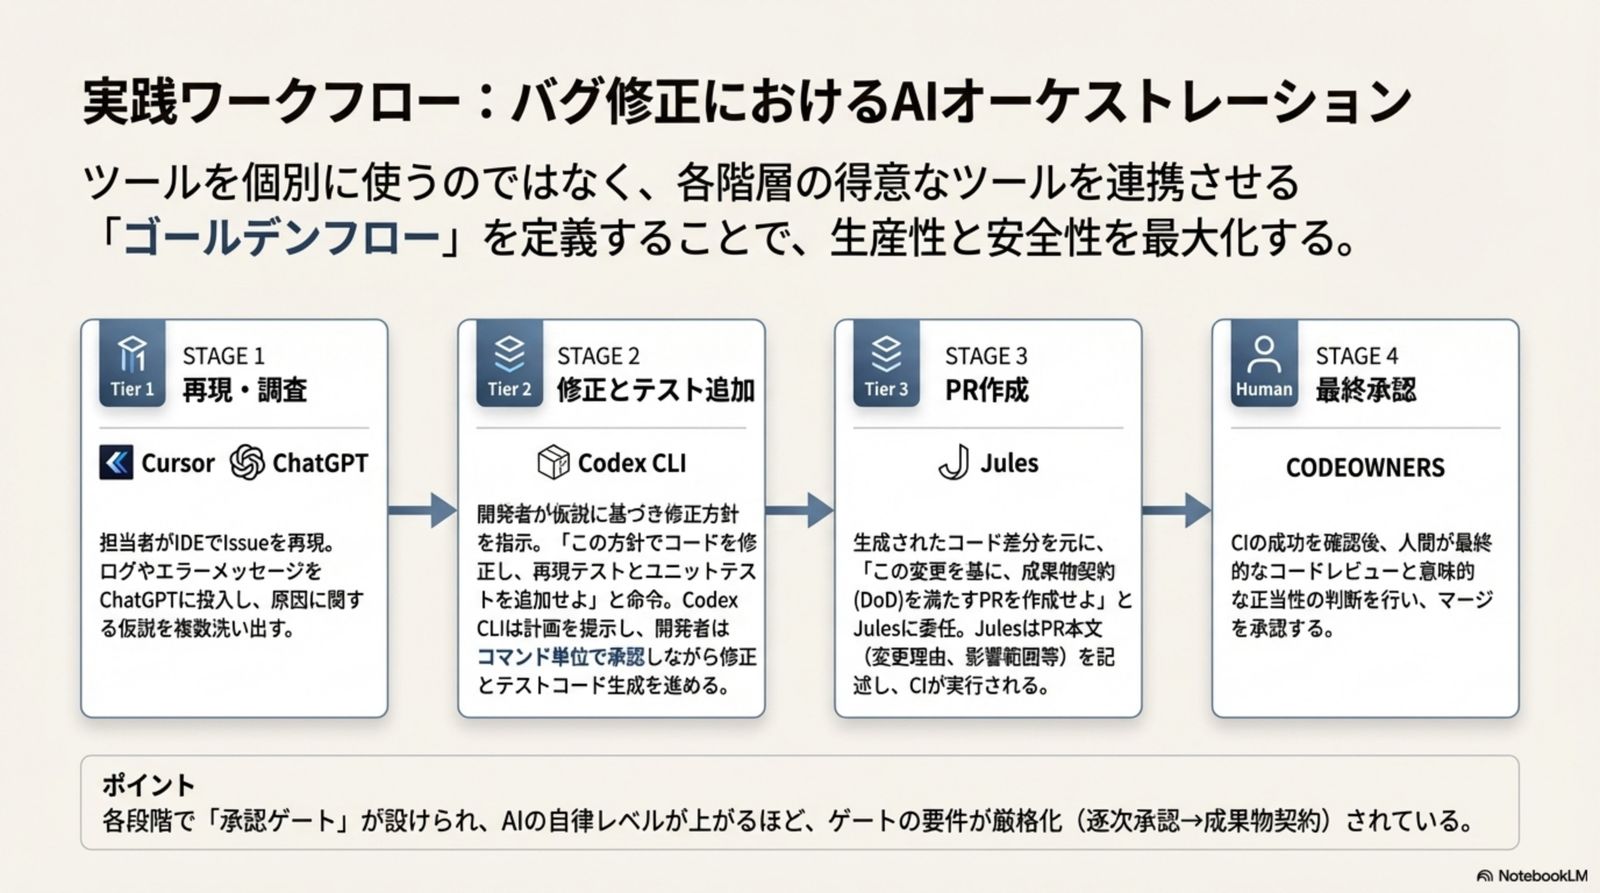 実践ワークフロー：バグ修正におけるAIオーケストレーション
ツールを個別に使うのではなく、各階層の得意なツールを連携させる
「ゴールデンフロー」を定義することで、生産性と安全性を最大化する。
Tier 1
STAGE 1
再現・調査
Cursor ChatGPT
担当者がIDEでIssueを再現。
ログやエラーメッセージを
ChatGPTに投入し、原因に関す
る仮説を複数洗い出す。
Tier 2
STAGE 2
修正とテスト追加
Codex CLI
開発者が仮説に基づき修正方針
を指示。「この方針でコードを修
正し、再現テストとユニットテス
トを追加せよ」と命令。Codex
CLIは計画を提示し、開発者は
コマンド単位で承認しながら修正
とテストコード生成を進める。
Tier 3
STAGE 3
PR作成
Jules
生成されたコード差分を元に、
「この変更を基に、成果物契約
(DoD)を満たすPRを作成せよ」と
Julesに委任。JulesはPR本文
（変更理由、影響範囲等）を記
述し、CIが実行される。
Human
STAGE 4
最終承認
CODEOWNERS
CIの成功を確認後、人間が最終
的なコードレビューと意味的
な正当性の判断を行い、マージ
を承認する。
ポイント
各段階で「承認ゲート」が設けられ、AIの自律レベルが上がるほど、ゲートの要件が厳格化（逐次承認→成果物契約）されている。
NotebookLM